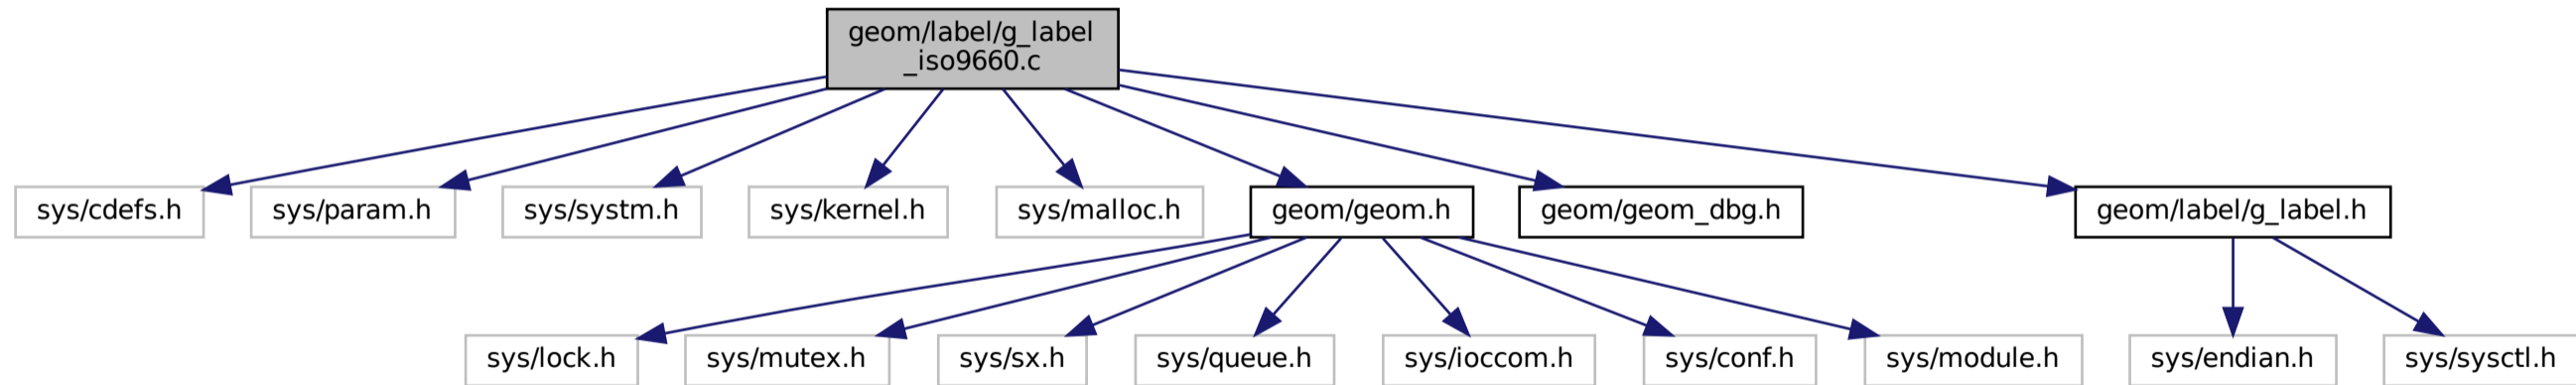 geom/label/g_label
_iso9660.c
sys/cdefs.h
sys/param.h
sys/systm.h
sys/kernel.h
sys/malloc.h
geom/geom.h
geom/geom_dbg.h
geom/label/g_label.h
sys/lock.h
sys/mutex.h
sys/sx.h
sys/queue.h
sys/ioccom.h
sys/conf.h
sys/module.h
sys/endian.h
sys/sysctl.h